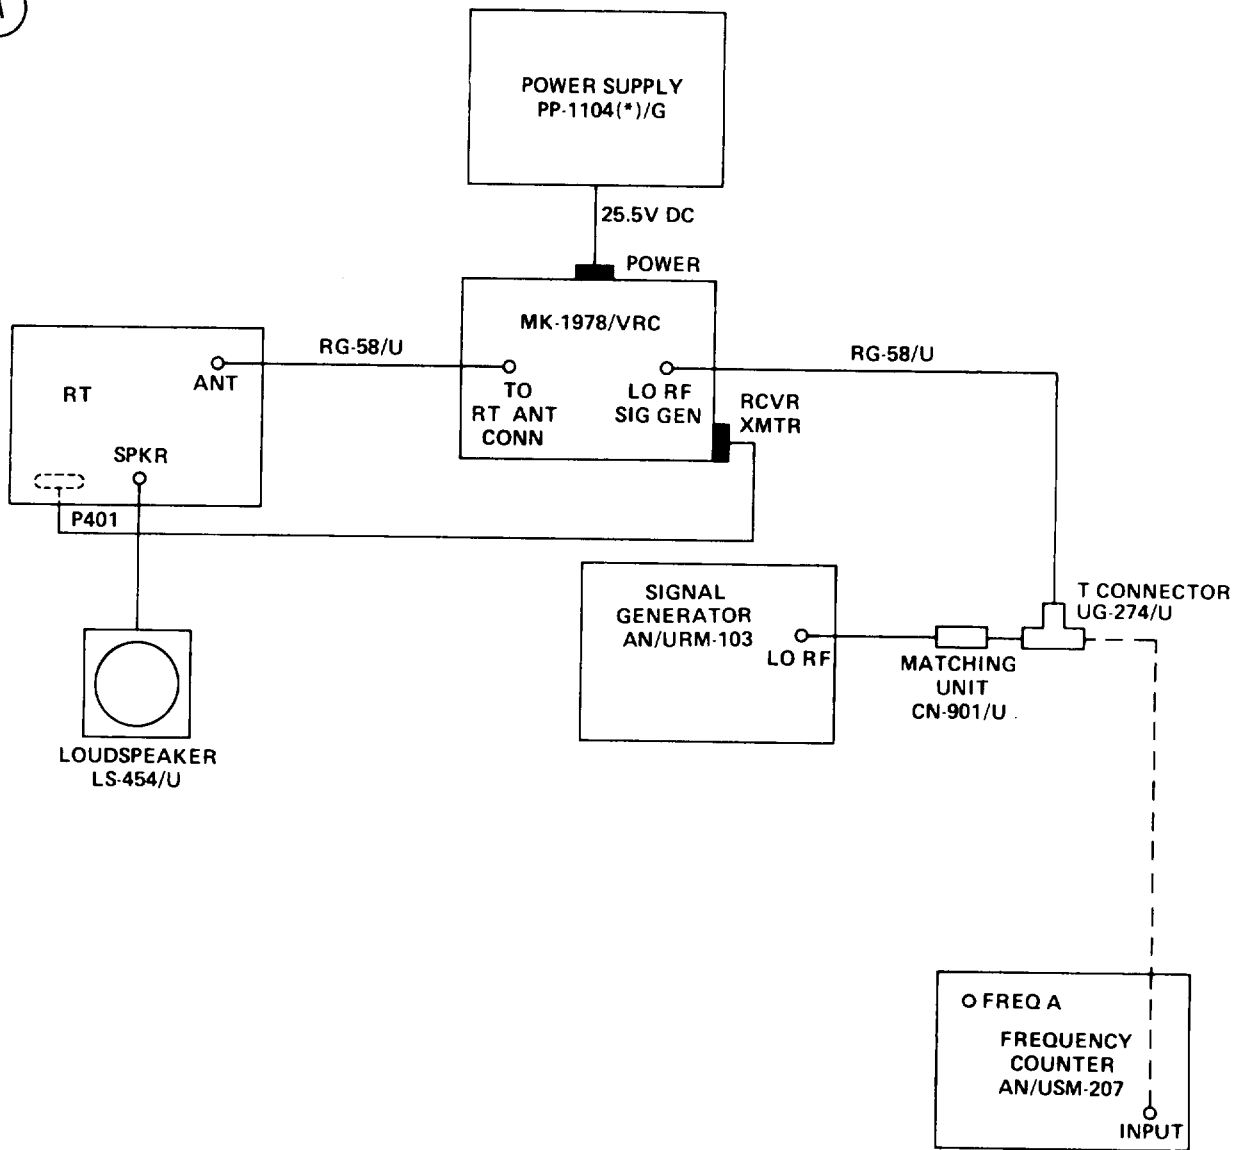 POWER SUPPLY
PP-1104(*)/G
25.5V DC
POWER
MK-1978/VRC
RG-58/U
RG-58/U
ANT
RT
TO
RT ANT
CONN
LO RF
SIG GEN
RCVR
XMTR
SPKR
P401
SIGNAL
GENERATOR
AN/URM-103
LO RF
T CONNECTOR
UG-274/U
MATCHING
UNIT
CN-901/U
LOUDSPEAKER
LS-454/U
FREQ A
FREQUENCY
COUNTER
AN/USM-207
INPUT